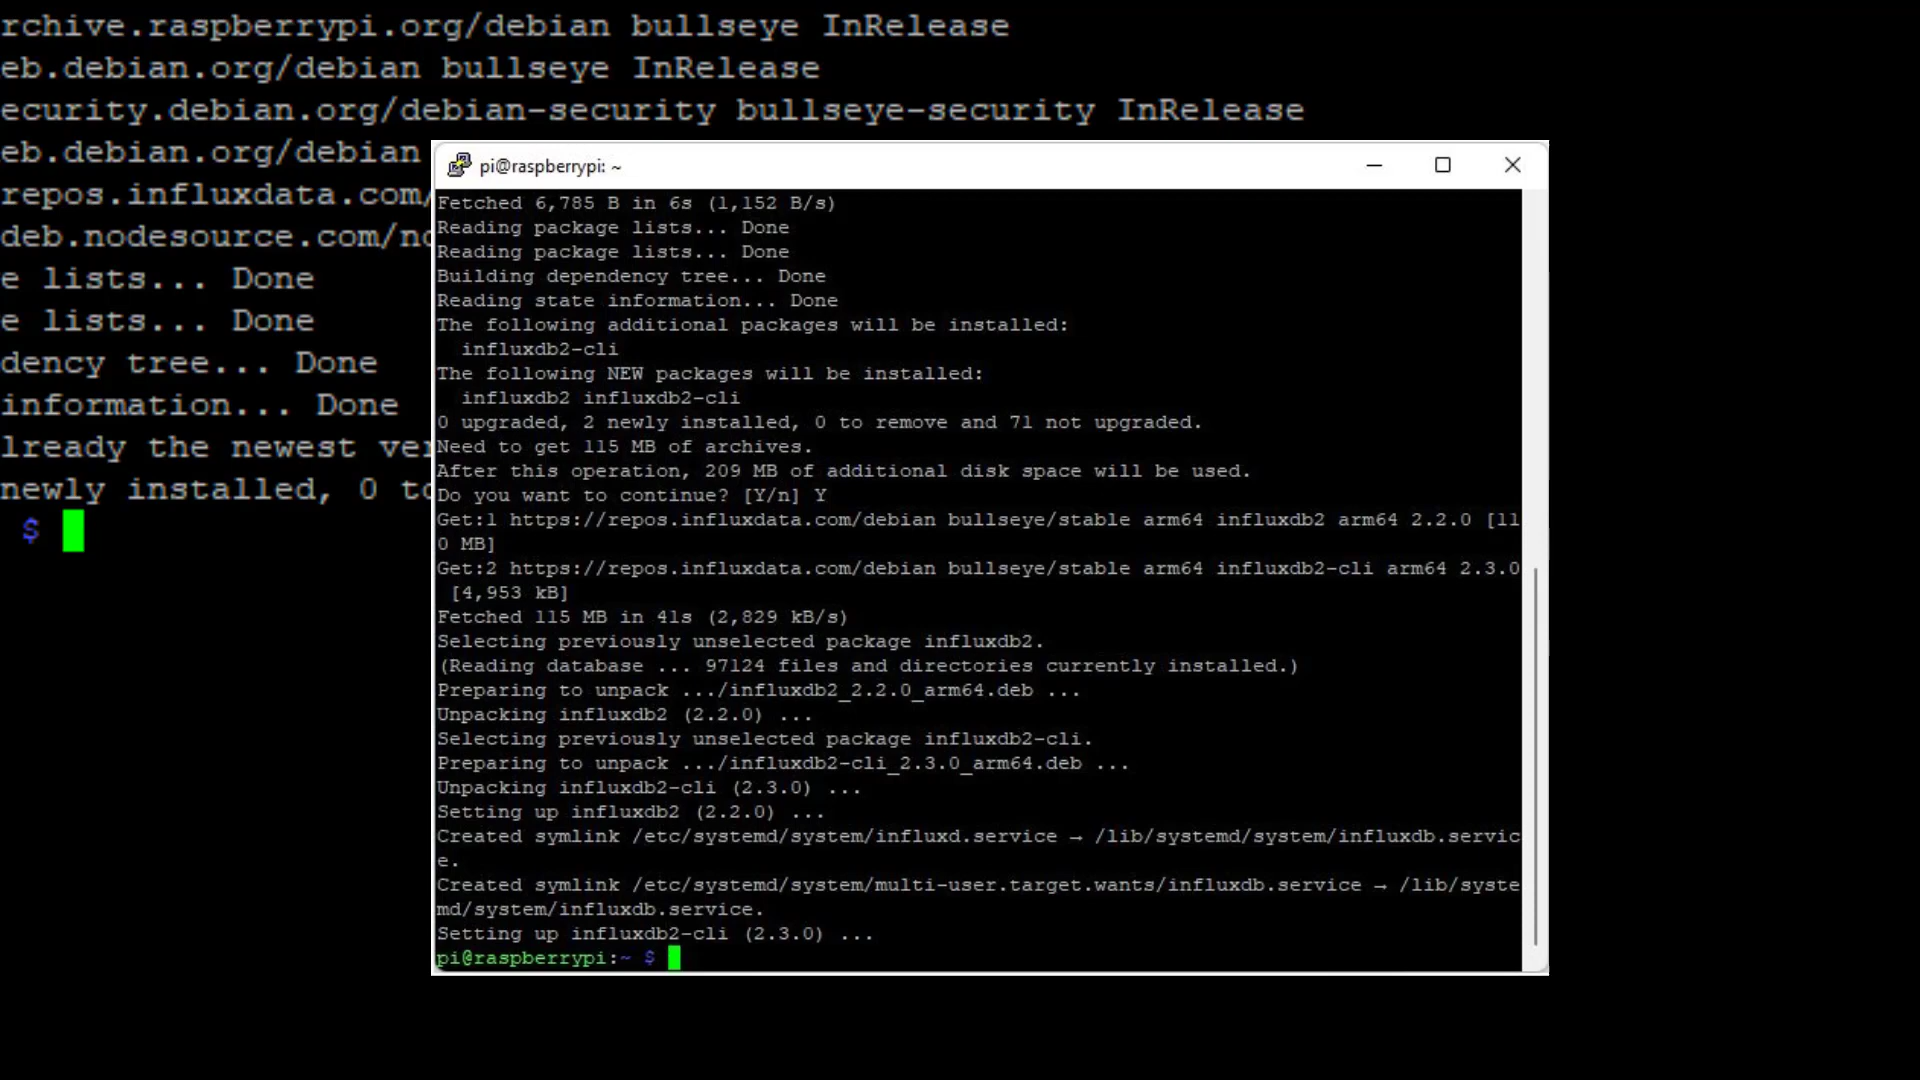 rchive.raspberrypi.org/debian bullseye InRelease
eb.debian.org/debian bullseye InRelease
ecurity.debian.org/debian-security bullseye-security InRelease
eb.debian.org/debian
repos.influxdata.com/
deb.nodesource.com/no
e lists... Done
e lists... Done
dency tree... Done
information... Done
lready the newest ver
newly installed, 0 to
$
pi@raspberrypi: ~
Fetched 6,785 B in 6s (1,152 B/s)
Reading package lists... Done
Reading package lists... Done
Building dependency tree... Done
Reading state information... Done
The following additional packages will be installed:
influxdb2-cli
The following NEW packages will be installed:
influxdb2 influxdb2-cli
0 upgraded, 2 newly installed, 0 to remove and 71 not upgraded.
Need to get 115 MB of archives.
After this operation, 209 MB of additional disk space will be used.
Do you want to continue? [Y/n] Y
Get:1 https://repos.influxdata.com/debian bullseye/stable arm64 influxdb2 arm64 2.2.0 [11
0 MB]
Get:2 https://repos.influxdata.com/debian bullseye/stable arm64 influxdb2-cli arm64 2.3.0
[4,953 kB]
Fetched 115 MB in 41s (2,829 kB/s)
Selecting previously unselected package influxdb2.
(Reading database ... 97124 files and directories currently installed.)
Preparing to unpack .../influxdb2_2.2.0_arm64.deb ...
Unpacking influxdb2 (2.2.0) ...
Selecting previously unselected package influxdb2-cli.
Preparing to unpack .../influxdb2-cli_2.3.0_arm64.deb ...
Unpacking influxdb2-cli (2.3.0) ...
Setting up influxdb2 (2.2.0) ...
Created symlink /etc/systemd/system/influxd.service → /lib/systemd/system/influxdb.servic
e.
Created symlink /etc/systemd/system/multi-user.target.wants/influxdb.service → /lib/syste
md/system/influxdb.service.
Setting up influxdb2-cli (2.3.0) ...
pi@raspberrypi:~ $